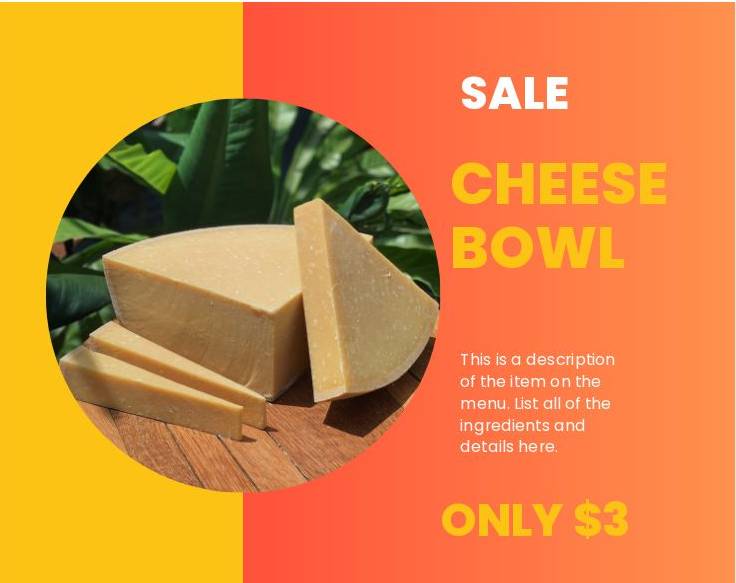 SALE
CHEESE
BOWL
This is a description
of the item on the
menu. List all of the
ingredients and
details here.
ONLY $3